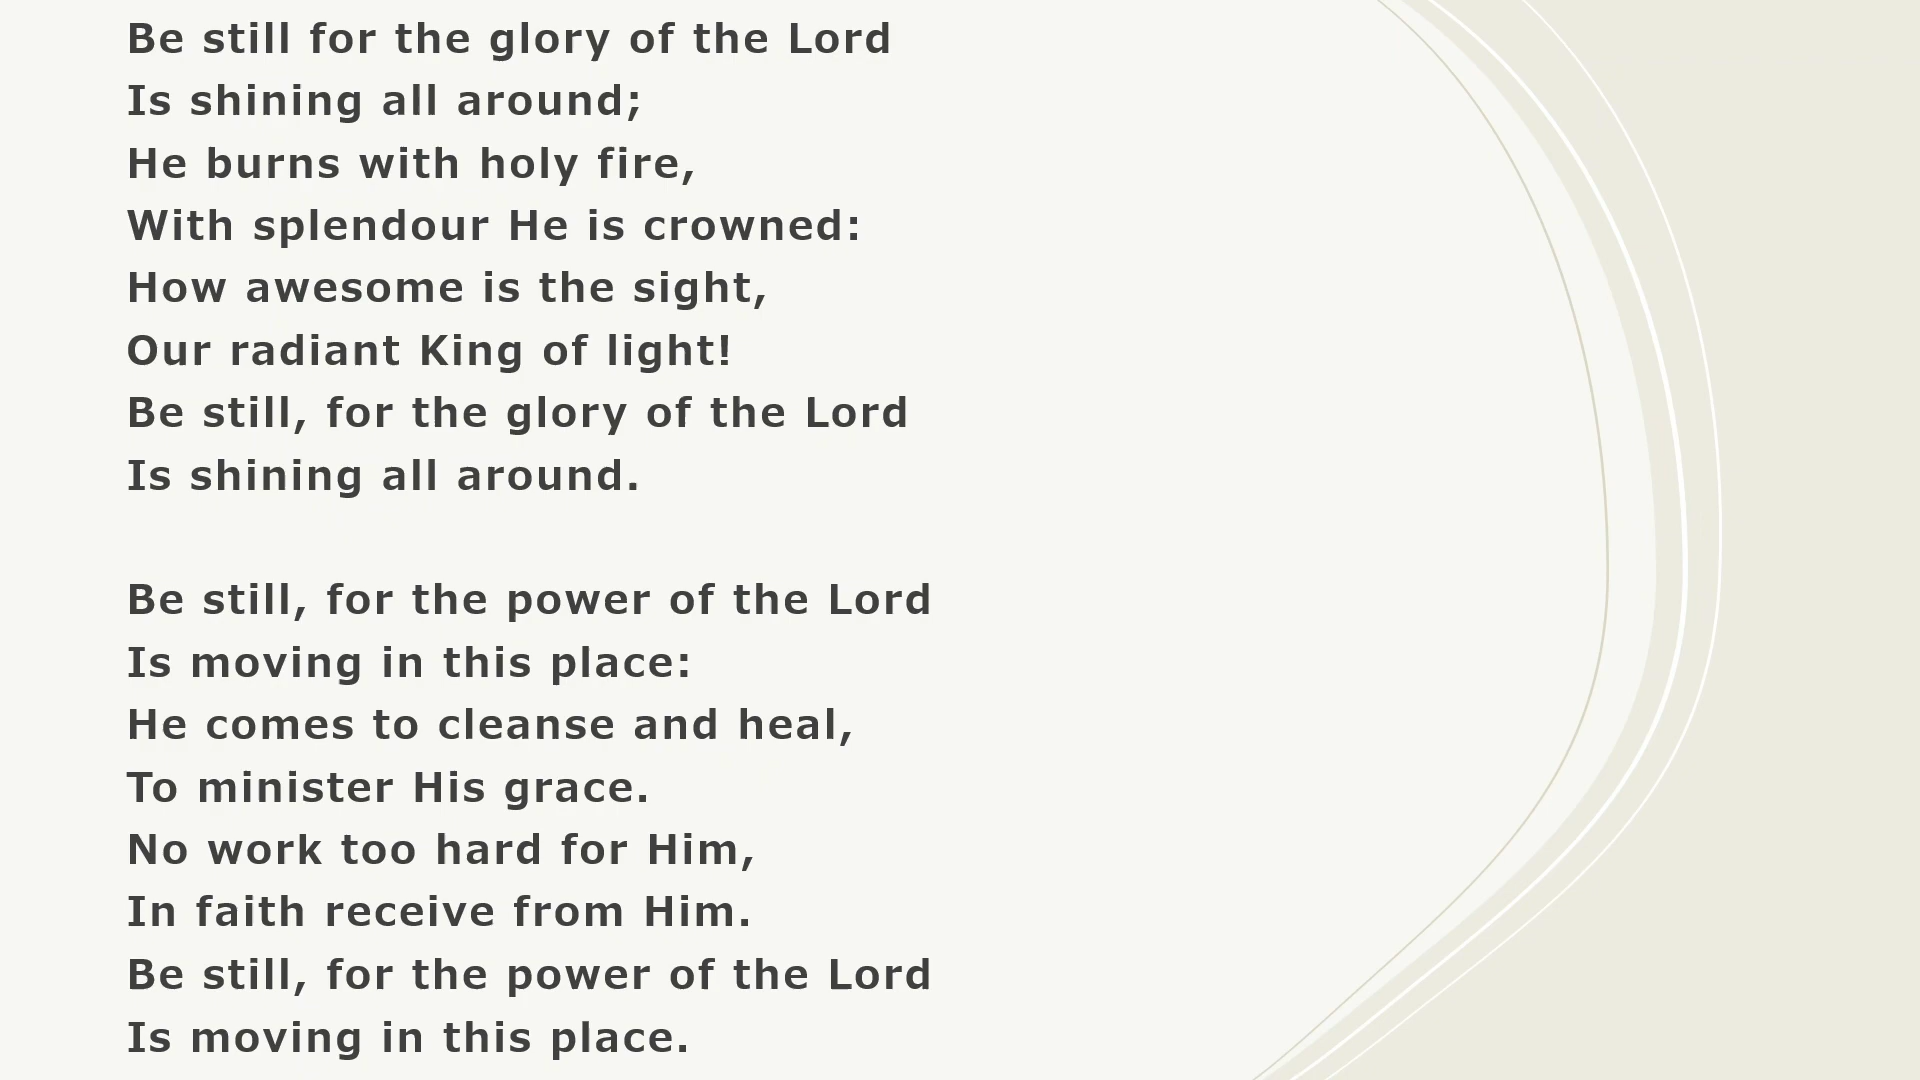 Be still for the glory of the Lord
Is shining all around;
He burns with holy fire,
With splendour He is crowned:
How awesome is the sight,
Our radiant King of light!
Be still, for the glory of the Lord
Is shining all around.

Be still, for the power of the Lord
Is moving in this place:
He comes to cleanse and heal,
To minister His grace.
No work too hard for Him,
In faith receive from Him.
Be still, for the power of the Lord
Is moving in this place.